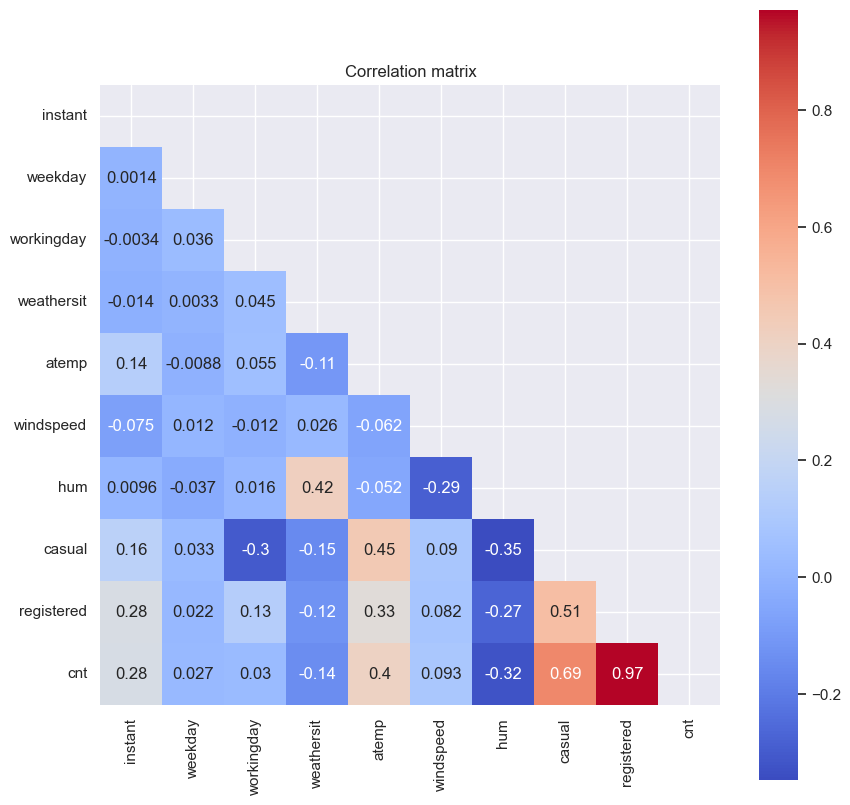 Correlation matrix
instant
weekday 0.0014
workingday -0.0034 0.036
weathersit -0.014 0.0033 0.045
atemp 0.14 -0.0088 0.055 -0.11
windspeed -0.075 0.012 -0.012 0.026 -0.062
hum 0.0096 -0.037 0.016 0.42 -0.052 -0.29
casual 0.16 0.033 -0.3 -0.15 0.45 0.09 -0.35
registered 0.28 0.022 0.13 -0.12 0.33 0.082 -0.27 0.51
cnt 0.28 0.027 0.03 -0.14 0.4 0.093 -0.32 0.69 0.97
instant weekday workingday weathersit atemp windspeed hum casual registered cnt
0.8
0.6
0.4
0.2
0.0
-0.2